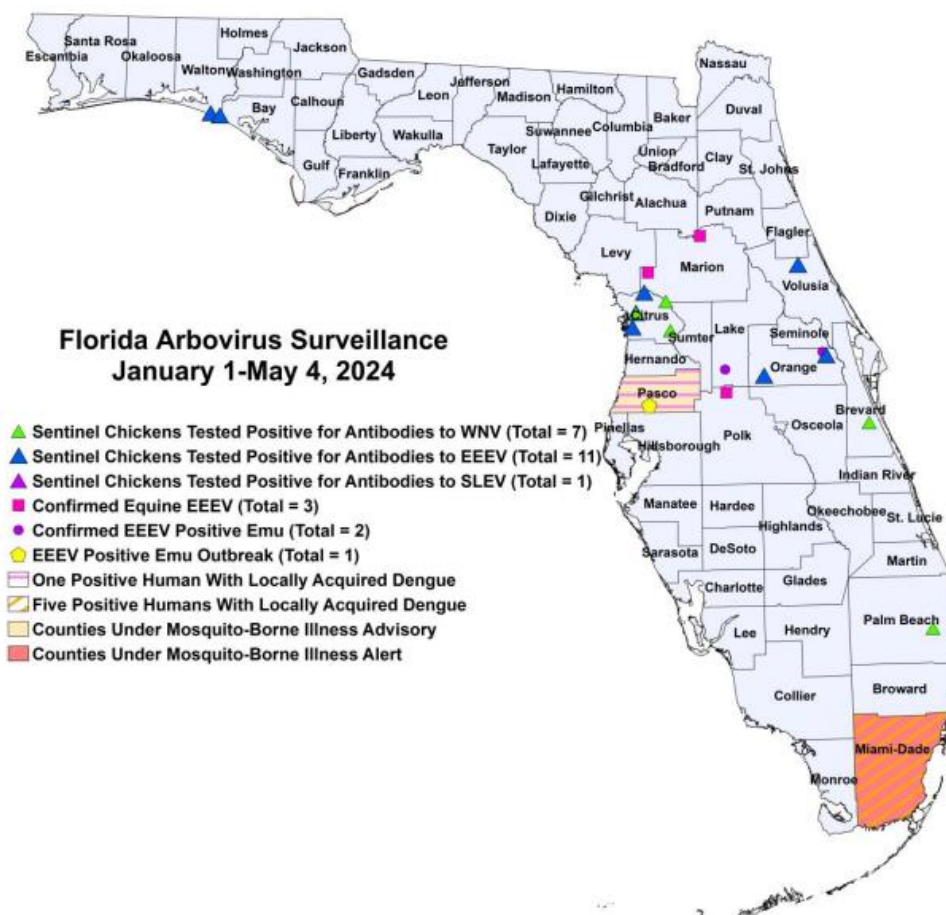 Holmes
Jackson
Santa Rosa
Escambia
Okaloosa
Walton
Washington
Gadsden
Nassau
Jefferson
Hamilton
Leon
Madison
Bay
Calhoun
Baker
Duval
Columbia
Liberty
Wakulla
Suwannee
Taylor
Union
Clay
Bradford
St. Johns
Gulf
Lafayette
Franklin
Gilchrist
Alachua
Putnam
Dixie
Flagler
Levy
Marion
Volusia
Citrus
Lake
Sumter
Seminole
Hernando
Orange
Pasco
Brevard
Pinellas
Osceola
Hillsborough
Polk
Indian River
Manatee
Hardee
Okeechobee
Highlands
St. Lucie
Sarasota
DeSoto
Martin
Charlotte
Glades
Palm Beach
Lee
Hendry
Broward
Collier
Miami-Dade
Monroe
Florida Arbovirus Surveillance
January 1-May 4, 2024
Sentinel Chickens Tested Positive for Antibodies to WNV (Total = 7)
Sentinel Chickens Tested Positive for Antibodies to EEEV (Total = 11)
Sentinel Chickens Tested Positive for Antibodies to SLEV (Total = 1)
Confirmed Equine EEEV (Total = 3)
Confirmed EEEV Positive Emu (Total = 2)
EEEV Positive Emu Outbreak (Total = 1)
One Positive Human With Locally Acquired Dengue
Five Positive Humans With Locally Acquired Dengue
Counties Under Mosquito-Borne Illness Advisory
Counties Under Mosquito-Borne Illness Alert